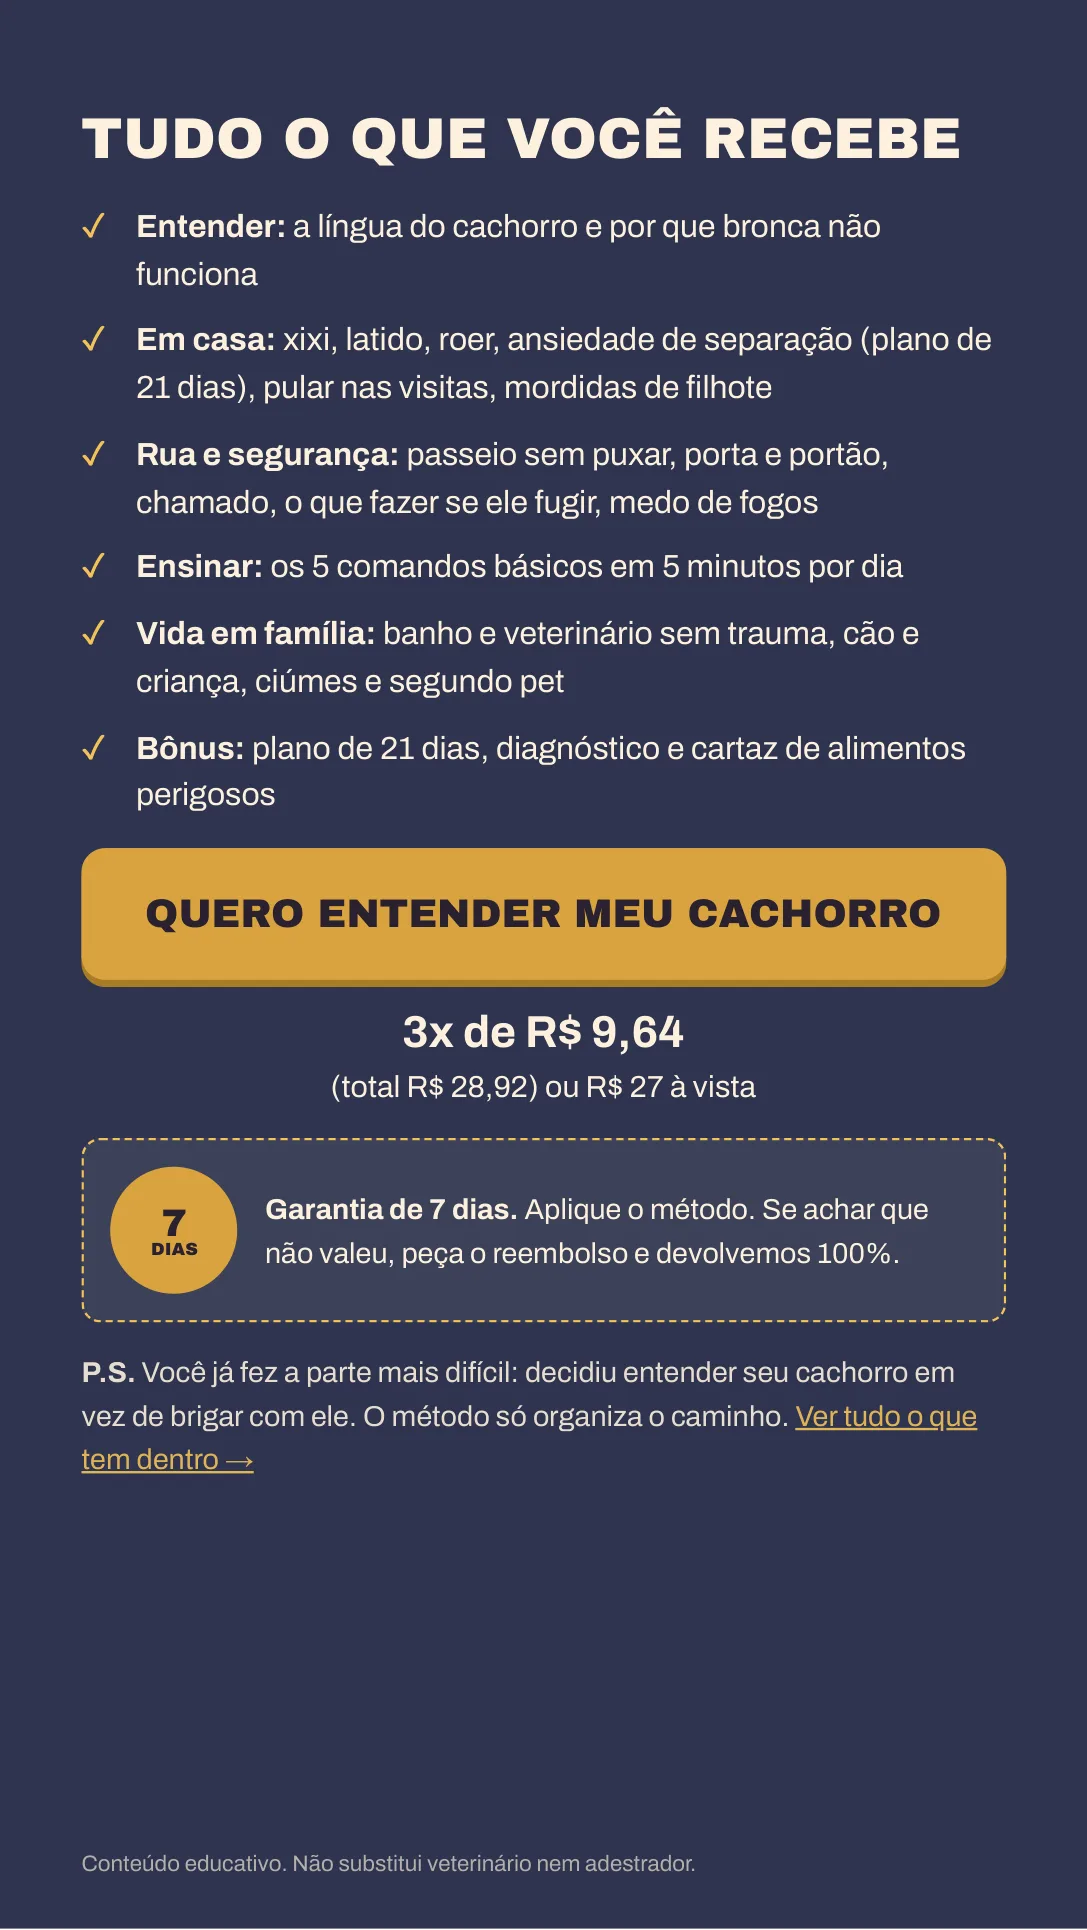 TUDO O QUE VOCÊ RECEBE
✓ Entender: a língua do cachorro e por que bronca não
funciona
✓ Em casa: xixi, latido, roer, ansiedade de separação (plano de
21 dias), pular nas visitas, mordidas de filhote
✓ Rua e segurança: passeio sem puxar, porta e portão,
chamado, o que fazer se ele fugir, medo de fogos
✓ Ensinar: os 5 comandos básicos em 5 minutos por dia
✓ Vida em família: banho e veterinário sem trauma, cão e
criança, ciúmes e segundo pet
✓ Bônus: plano de 21 dias, diagnóstico e cartaz de alimentos
perigosos
QUERO ENTENDER MEU CACHORRO
3x de R$ 9,64
(total R$ 28,92) ou R$ 27 à vista
7
DIAS
Garantia de 7 dias. Aplique o método. Se achar que
não valeu, peça o reembolso e devolvemos 100%.
P.S. Você já fez a parte mais difícil: decidiu entender seu cachorro em
vez de brigar com ele. O método só organiza o caminho. Ver tudo o que
tem dentro →
Conteúdo educativo. Não substitui veterinário nem adestrador.